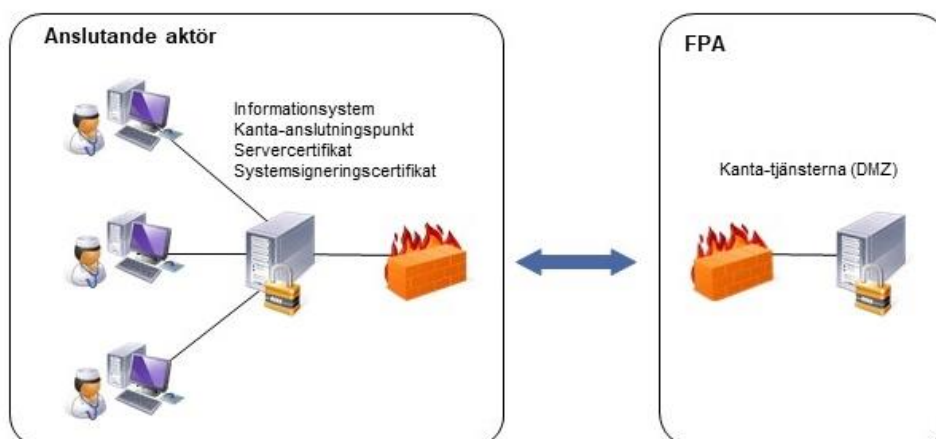 Anslutande aktör
Informationsystem
Kanta-anslutningspunkt
Servercertifikat
Systemsigneringscertifikat
FPA
Kanta-tjänsterna (DMZ)